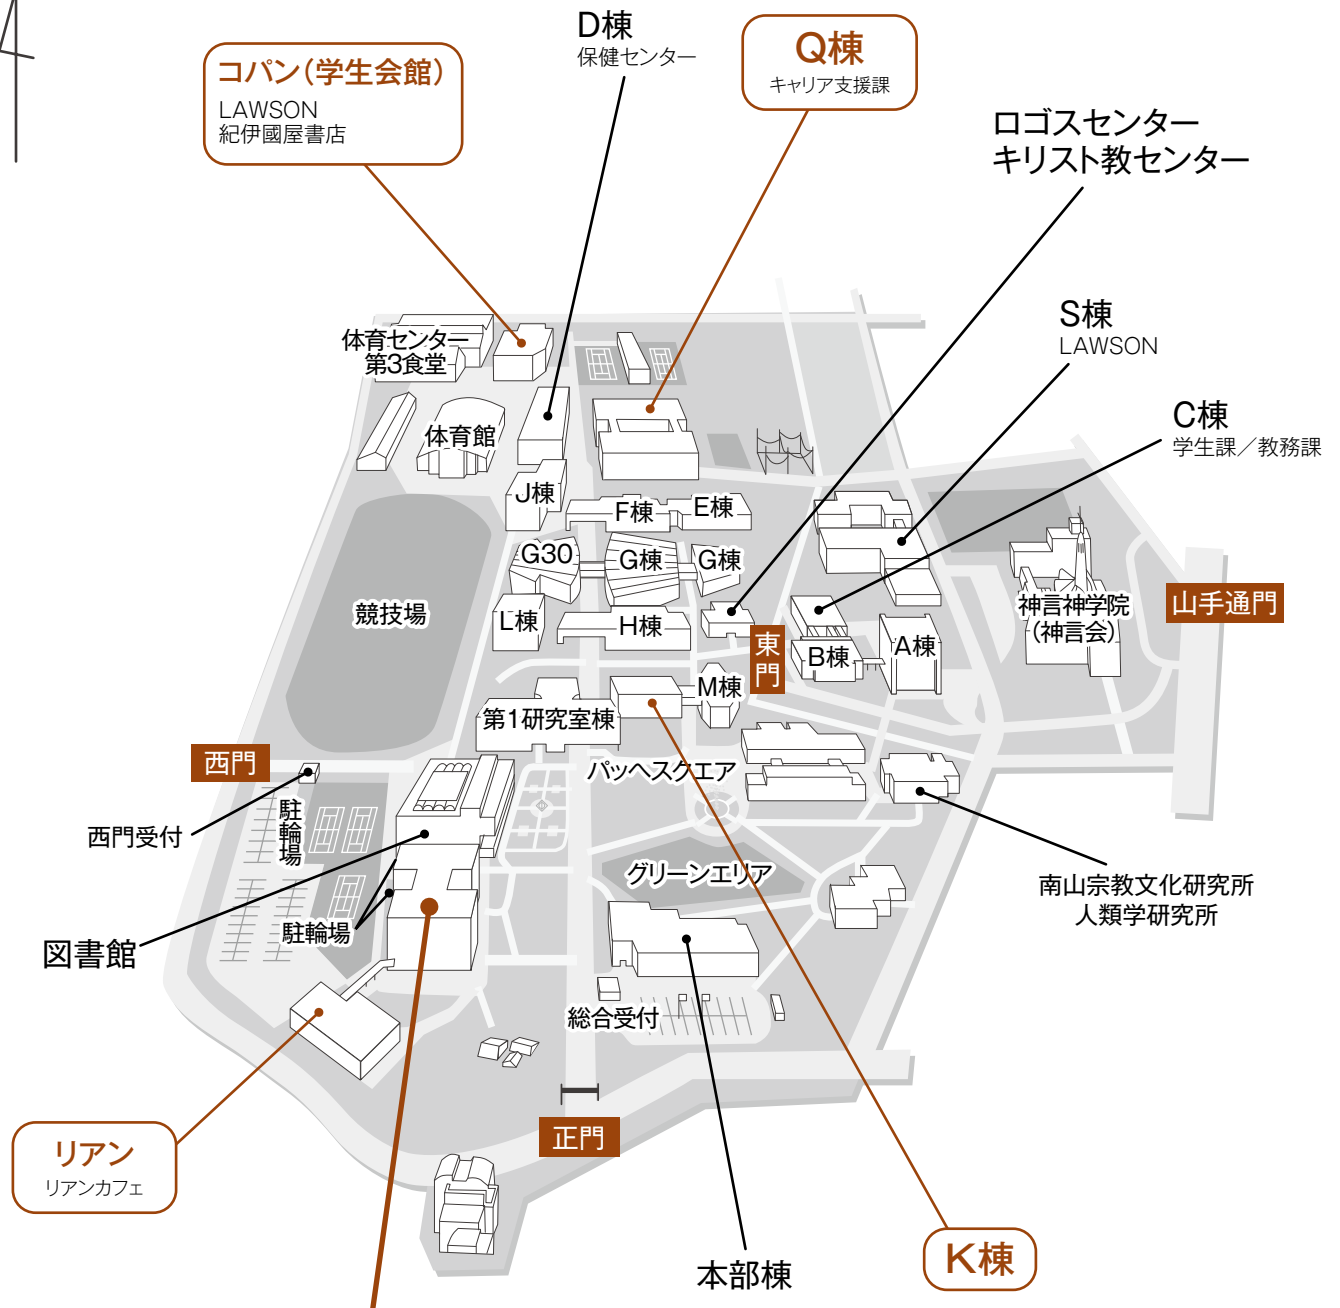 D棟
保健センター
Q棟
キャリア支援課
コパン(学生会館)
LAWSON
紀伊國屋書店
ロゴスセンター
キリスト教センター
S棟
LAWSON
体育センター
第3食堂
C棟
学生課／教務課
体育館
J棟
F棟
E棟
G30
G棟
G棟
競技場
L棟
H棟
神言神学院
(神言会)
山手通門
東門
B棟
A棟
M棟
第1研究室棟
西門
パッヘスクエア
駐輪場
西門受付
グリーンエリア
南山宗教文化研究所
人類学研究所
駐輪場
図書館
総合受付
正門
リアン
リアンカフェ
K棟
本部棟